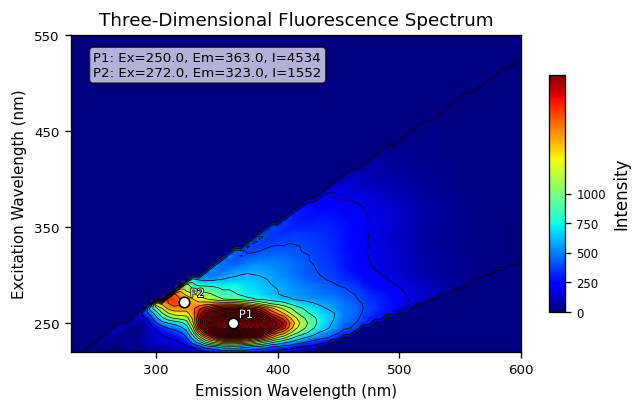 Three-Dimensional Fluorescence Spectrum
P1: Ex=250.0, Em=363.0, I=4534
P2: Ex=272.0, Em=323.0, I=1552
550
450
350
250
Excitation Wavelength (nm)
P2
P1
300
400
500
600
Emission Wavelength (nm)
1000
750
500
250
0
Intensity